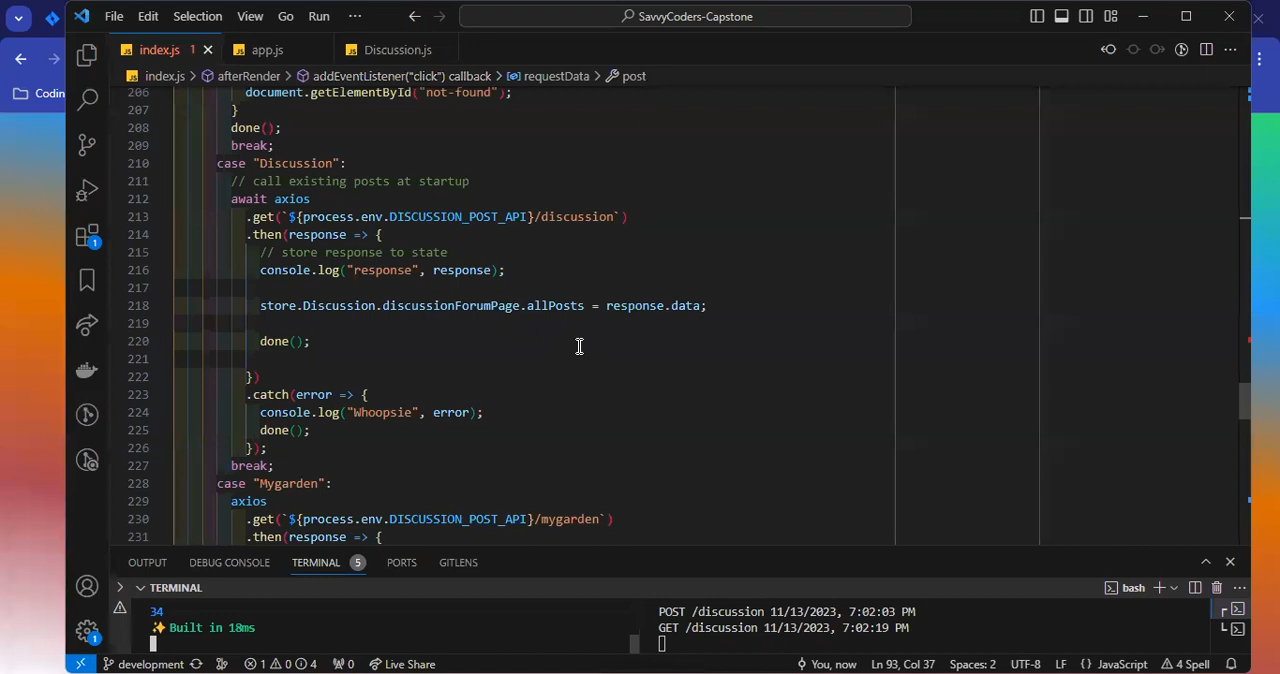 File Edit Selection View Go Run ··· SavvyCoders-Capstone
index.js 1 app.js Discussion.js
index.js > afterRender > addEventListener("click") callback > requestData > post
Codin
206 document.getElementById("not-found");
207 }
208 done();
209 break;
210 case "Discussion":
211 // call existing posts at startup
212 await axios
213 .get(`${process.env.DISCUSSION_POST_API}/discussion`)
214 .then(response => {
215 // store response to state
216 console.log("response", response);
217
218 store.Discussion.discussionForumPage.allPosts = response.data;
219
220 done();
221
222 })
223 .catch(error => {
224 console.log("Whoopsie", error);
225 done();
226 });
227 break;
228 case "Mygarden":
229 axios
230 .get(`${process.env.DISCUSSION_POST_API}/mygarden`)
231 .then(response => {
1
OUTPUT DEBUG CONSOLE TERMINAL 5 PORTS GITLENS
TERMINAL bash
34 POST /discussion 11/13/2023, 7:02:03 PM
✨ Built in 18ms GET /discussion 11/13/2023, 7:02:19 PM
1
development 1 0 4 0 Live Share You, now Ln 93, Col 37 Spaces: 2 UTF-8 LF { } JavaScript 4 Spell